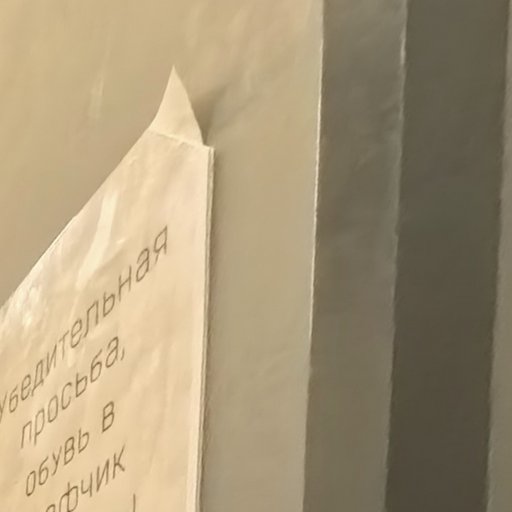 убедительная
просьба,
обувь в